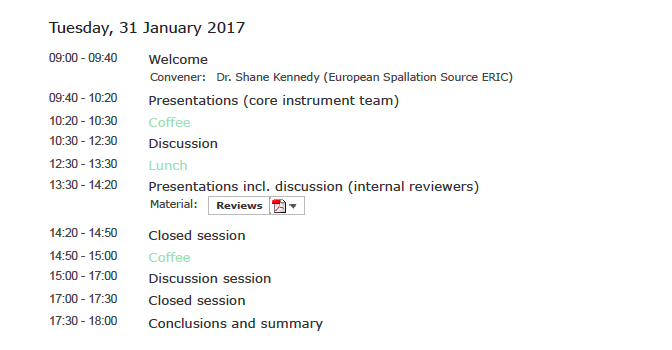 Tuesday, 31 January 2017
09:00 - 09:40 Welcome
Convener: Dr. Shane Kennedy (European Spallation Source ERIC)
09:40 - 10:20 Presentations (core instrument team)
10:20 - 10:30 Coffee
10:30 - 12:30 Discussion
12:30 - 13:30 Lunch
13:30 - 14:20 Presentations incl. discussion (internal reviewers)
Material: Reviews
14:20 - 14:50 Closed session
14:50 - 15:00 Coffee
15:00 - 17:00 Discussion session
17:00 - 17:30 Closed session
17:30 - 18:00 Conclusions and summary